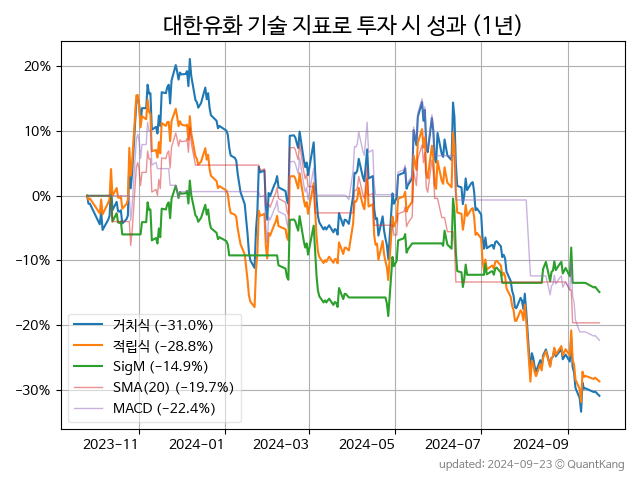 대한유화 기술 지표로 투자 시 성과 (1년)
20%
10%
0%
−10%
−20%
−30%
거치식 (−31.0%)
적립식 (−28.8%)
SigM (−14.9%)
SMA(20) (−19.7%)
MACD (−22.4%)
2023−11
2024−01
2024−03
2024−05
2024−07
2024−09
updated: 2024−09−23 ⓒ QuantKang